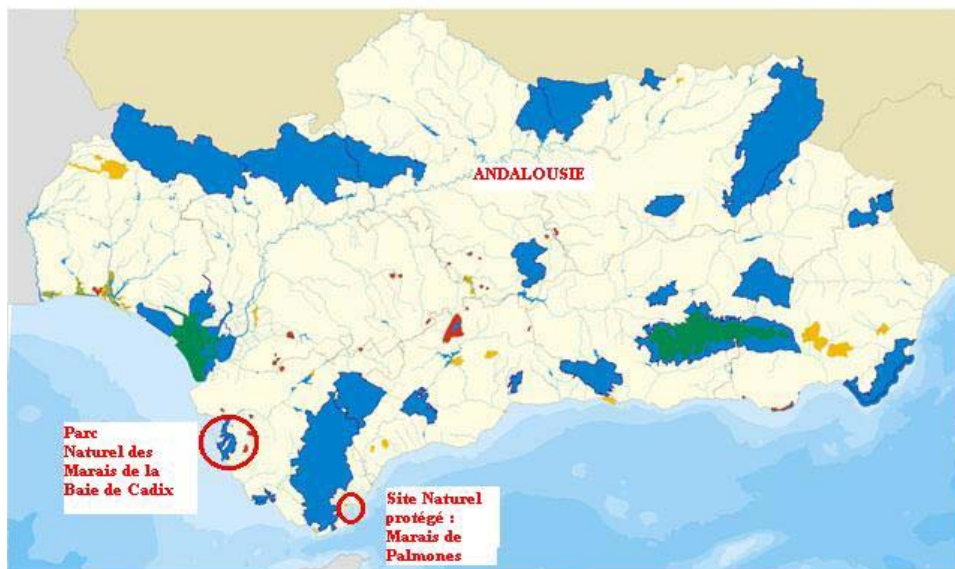 ANDALOUSIE
Parc
Naturel des
Marais de la
Baie de Cadix
Site Naturel
protégé :
Marais de
Palmones